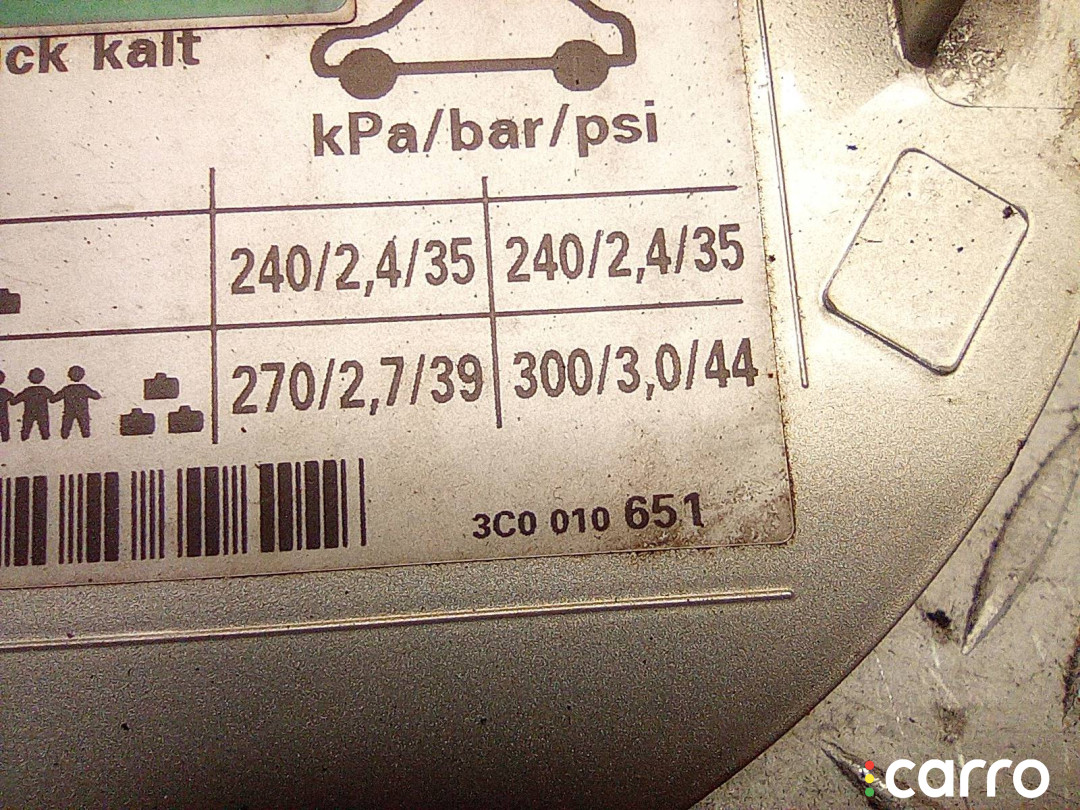 ck kalt
kPa/bar/psi
240/2,4/35 240/2,4/35
270/2,7/39 300/3,0/44
3C0 010 651
carro